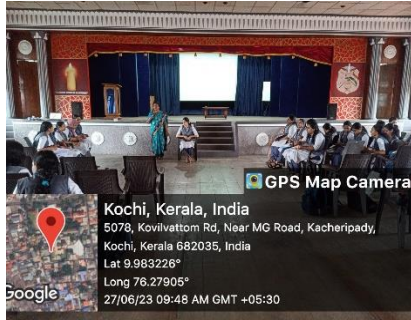 GPS Map Camera
Kochi, Kerala, India
5078, Kovilvattom Rd, Near MG Road, Kacheripady,
Kochi, Kerala 682035, India
Lat 9.983226°
Long 76.27905°
27/06/23 09:48 AM GMT +05:30
Google